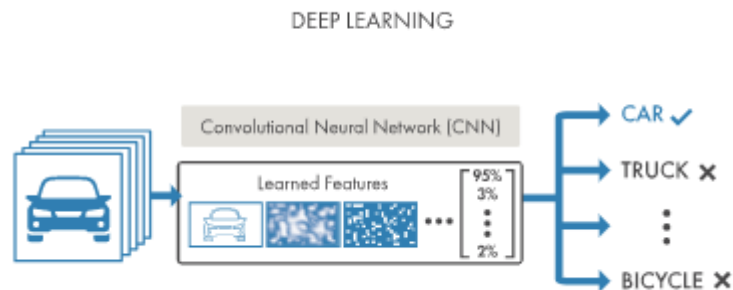 DEEP LEARNING
Convolutional Neural Network (CNN)
Learned Features
95%
3%
2%
CAR
TRUCK
BICYCLE